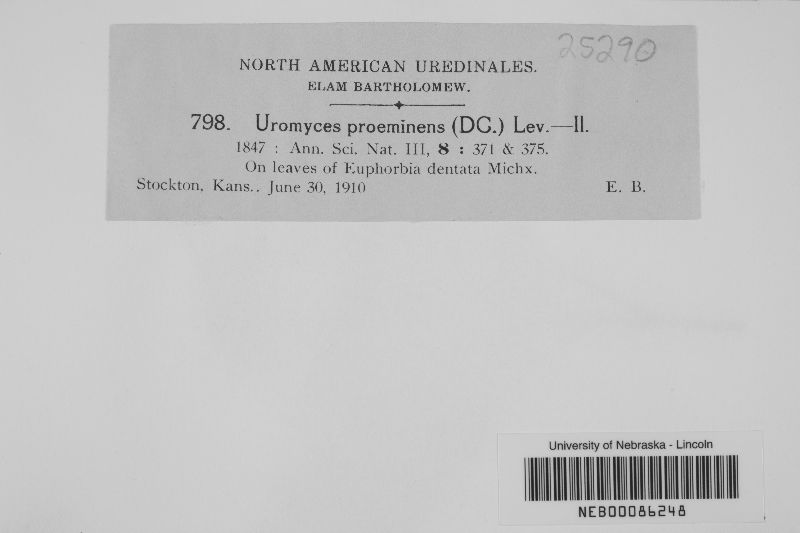 25290
NORTH AMERICAN UREDINALES.
ELAM BARTHOLOMEW.
798. Uromyces proeminens (DC.) Lev.—II.
1847 : Ann. Sci. Nat. III, 8 : 371 & 375.
On leaves of Euphorbia dentata Michx.
Stockton, Kans., June 30, 1910 E. B.
University of Nebraska - Lincoln
NEB00086248